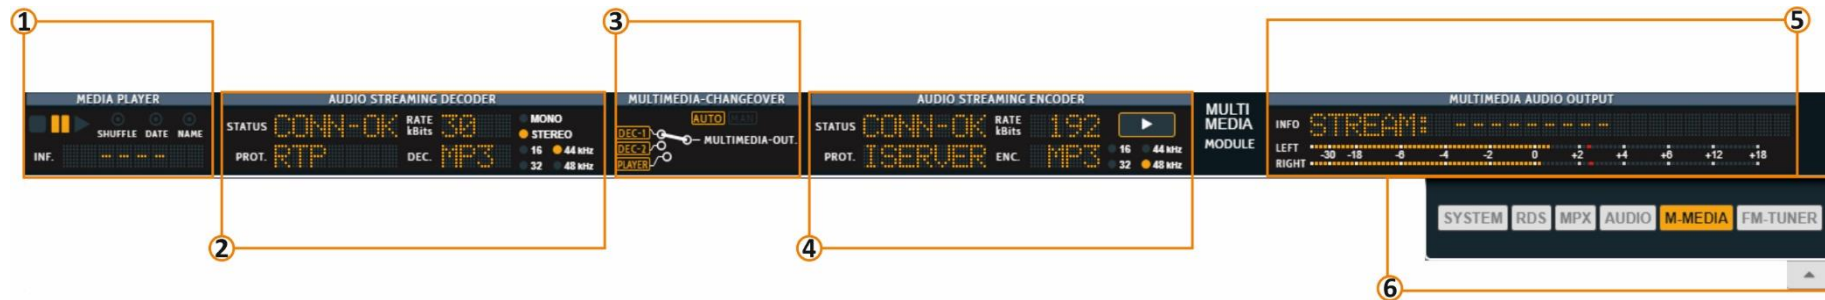 1
3
5
MEDIA PLAYER
SHUFFLE DATE NAME
INF. ----
AUDIO STREAMING DECODER
STATUS CONN-OK RATE kBits 30
MONO
STEREO
PROT. RTP DEC. MP3
16 44 kHz
32 48 kHz
MULTIMEDIA-CHANGEOVER
AUTO MAN
DEC-1
DEC-2
PLAYER
MULTIMEDIA-OUT.
AUDIO STREAMING ENCODER
STATUS CONN-OK RATE kBits 192
PROT. ISERVER ENC. MP3
16 44 kHz
32 48 kHz
MULTI
MEDIA
MODULE
MULTIMEDIA AUDIO OUTPUT
INFO STREAM: ---------
LEFT
-30 -18 -8 -4 -2 0 +2 +4 +8 +12 +18
RIGHT
SYSTEM RDS MPX AUDIO M-MEDIA FM-TUNER
2
4
6